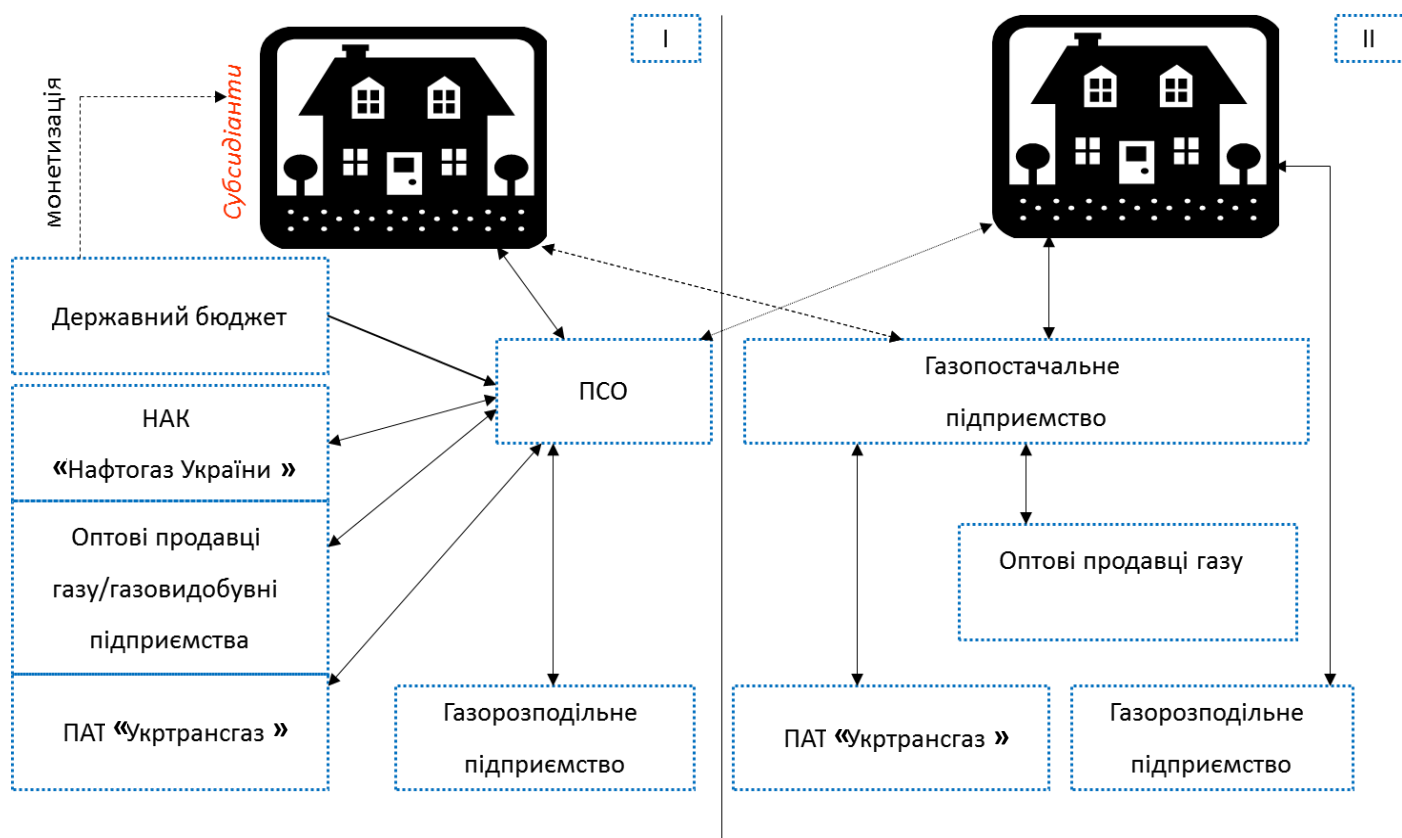 I
II
монетизація
Субсидіанти
Державний бюджет
НАК
«Нафтогаз України »
Оптові продавці
газу/газовидобувні
підприємства
ПАТ «Укртрансгаз »
ПСО
Газорозподільне
підприємство
Газопостачальне
підприємство
Оптові продавці газу
ПАТ «Укртрансгаз »
Газорозподільне
підприємство